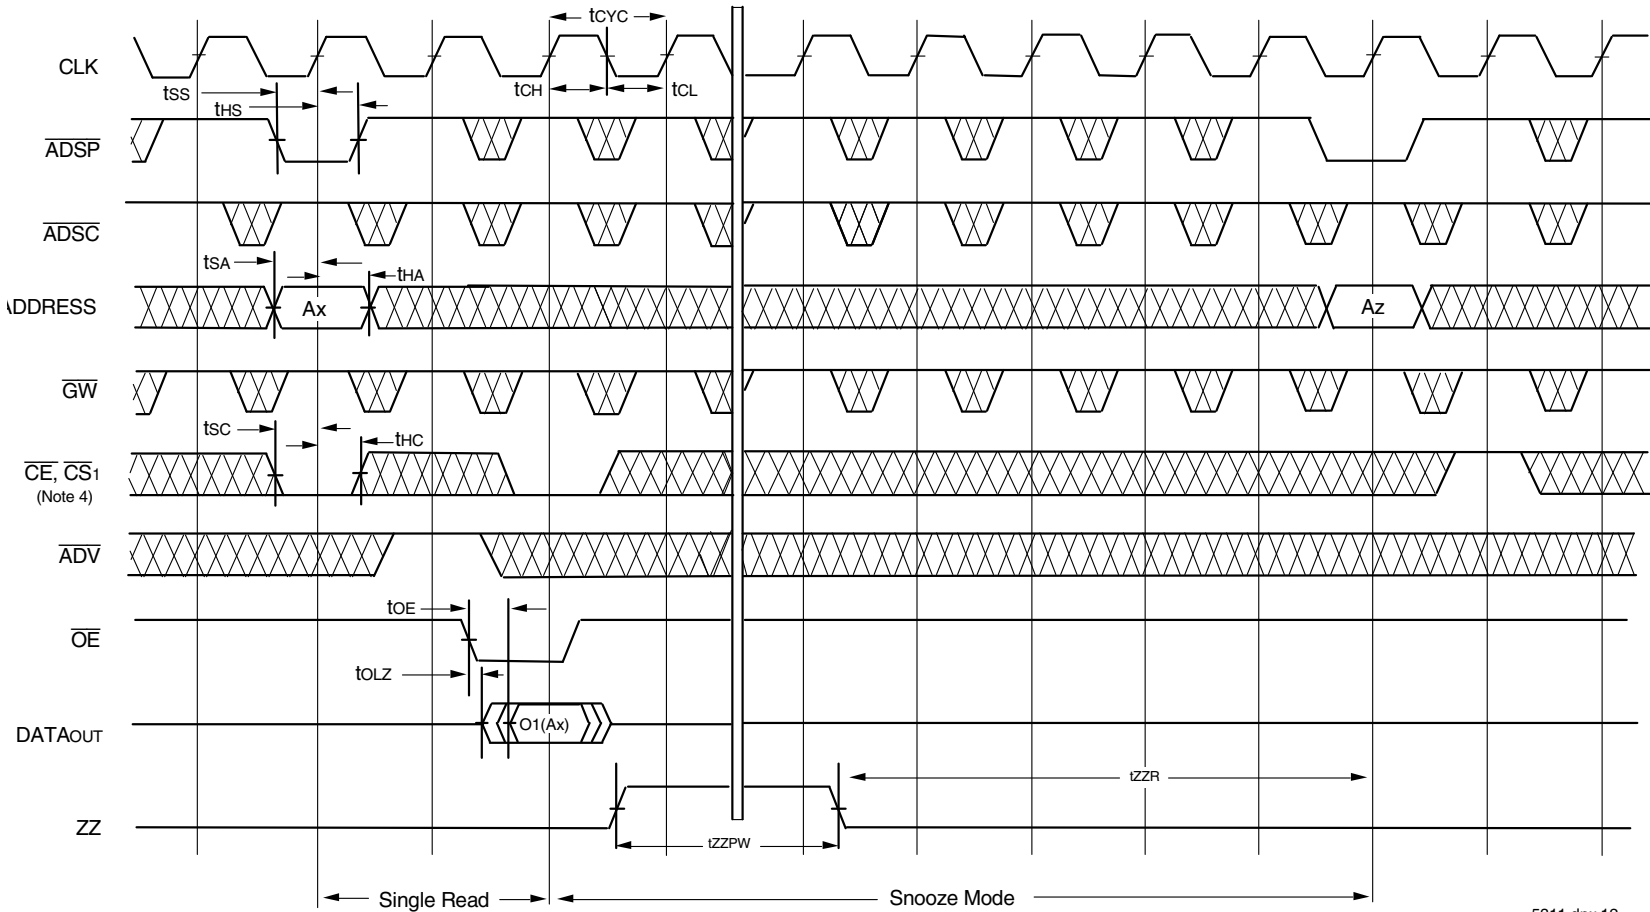 tCYC
CLK
tSS
tHS
tCH
tCL
ADSP
ADSC
tSA
tHA
ADDRESS
Ax
Az
GW
tSC
tHC
CE, CS1
(Note 4)
ADV
tOE
OE
tOLZ
O1(Ax)
DATAOUT
tZZR
ZZ
tZZPW
Single Read
Snooze Mode